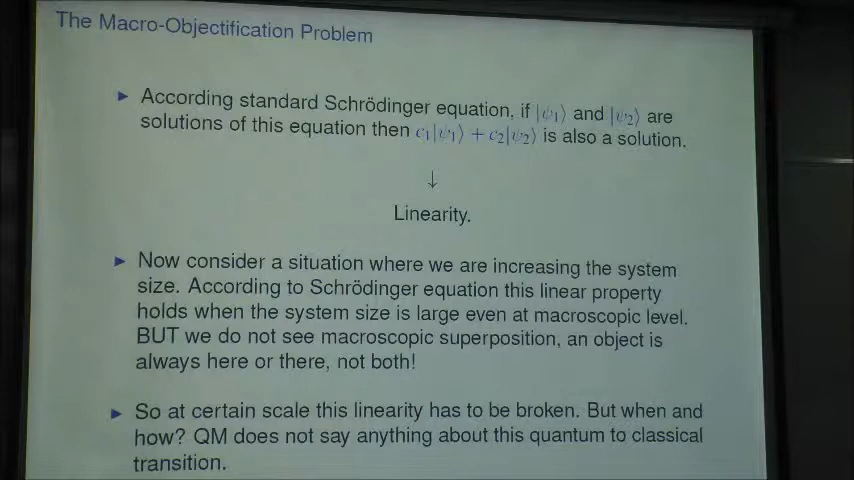 The Macro-Objectification Problem
▶ According standard Schrödinger equation, if |ψ₁⟩ and |ψ₂⟩ are
solutions of this equation then c₁|ψ₁⟩ + c₂|ψ₂⟩ is also a solution.
↓
Linearity.
▶ Now consider a situation where we are increasing the system
size. According to Schrödinger equation this linear property
holds when the system size is large even at macroscopic level.
BUT we do not see macroscopic superposition, an object is
always here or there, not both!
▶ So at certain scale this linearity has to be broken. But when and
how? QM does not say anything about this quantum to classical
transition.